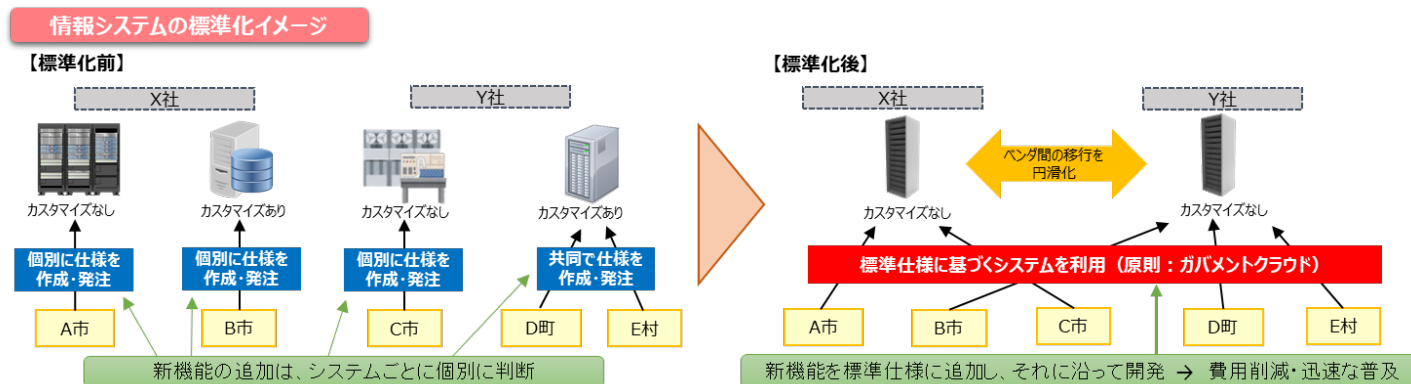 情報システムの標準化イメージ
【標準化前】
X社
Y社
カスタマイズなし
カスタマイズあり
カスタマイズなし
カスタマイズあり
個別に仕様を
作成・発注
個別に仕様を
作成・発注
個別に仕様を
作成・発注
共同で仕様を
作成・発注
A市
B市
C市
D町
E村
新機能の追加は、システムごとに個別に判断
【標準化後】
X社
Y社
ベンダ間の移行を
円滑化
カスタマイズなし
カスタマイズなし
標準仕様に基づくシステムを利用（原則：ガバメントクラウド）
A市
B市
C市
D町
E村
新機能を標準仕様に追加し、それに沿って開発 → 費用削減・迅速な普及